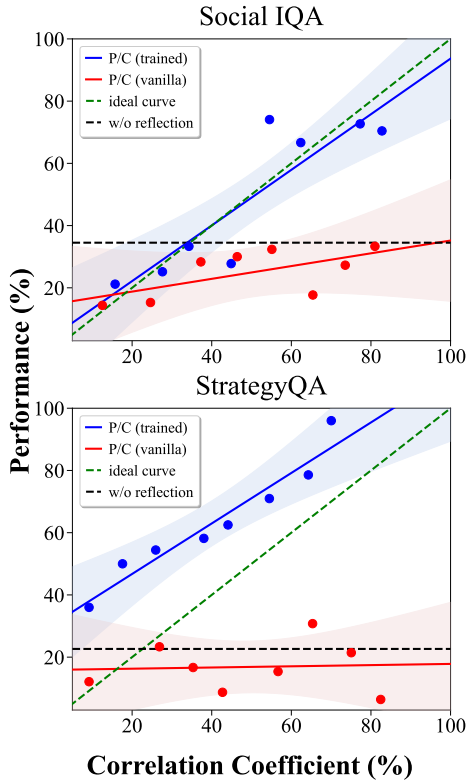 Social IQA
100
80
60
40
20
P/C (trained)
P/C (vanilla)
ideal curve
w/o reflection
20 40 60 80 100
Performance (%)
StrategyQA
100
80
60
40
20
P/C (trained)
P/C (vanilla)
ideal curve
w/o reflection
20 40 60 80 100
Correlation Coefficient (%)